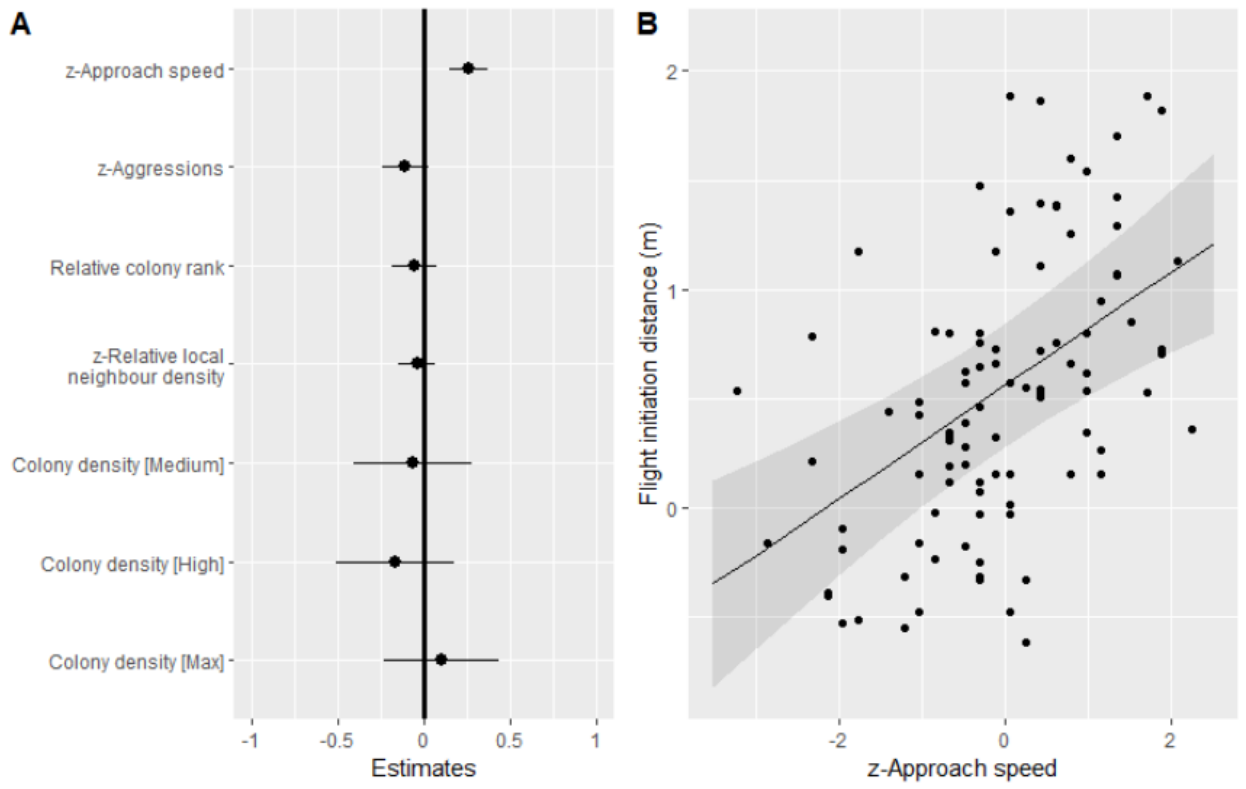 A
z-Approach speed
z-Aggressions
Relative colony rank
z-Relative local
neighbour density
Colony density [Medium]
Colony density [High]
Colony density [Max]
-1
-0.5
0
0.5
1
Estimates
B
Flight initiation distance (m)
2
1
0
-2
0
2
z-Approach speed